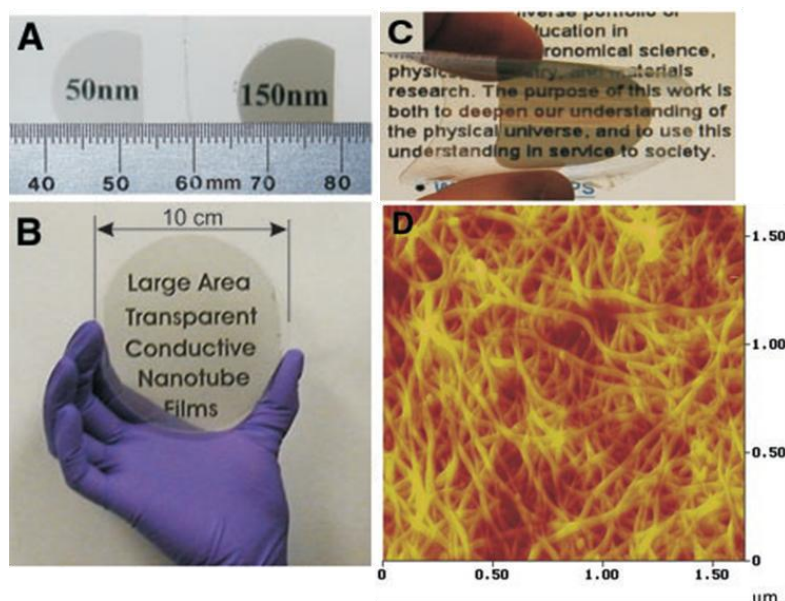 A
50nm
150nm
40 50 60 mm 70 80
C
ucation in
ronomical science,
research. The purpose of this work is
both to deepen our understanding of
the physical universe, and to use this
understanding in service to society.
B
10 cm
Large Area
Transparent
Conductive
Nanotube
Films
D
1.50
1.00
0.50
0
0 0.50 1.00 1.50
μm